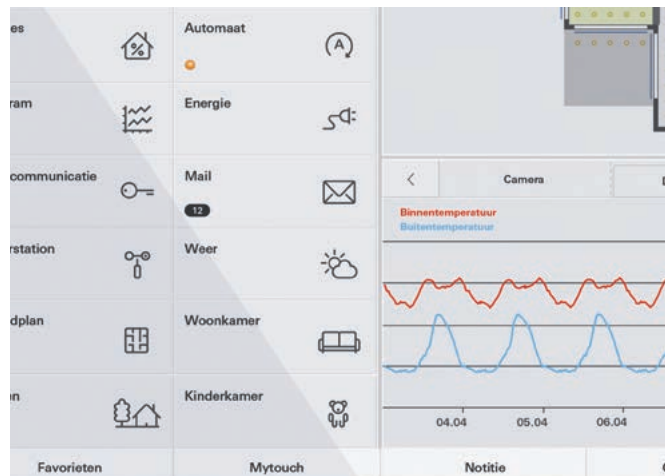 es
Automaat
A
%
ram
Energie
communicatie
Mail
12
Camera
Binnentemperatuur
Buitentemperatuur
rstation
Weer
dplan
Woonkamer
n
Kinderkamer
04.04
05.04
06.04
Favorieten
Mytouch
Notitie